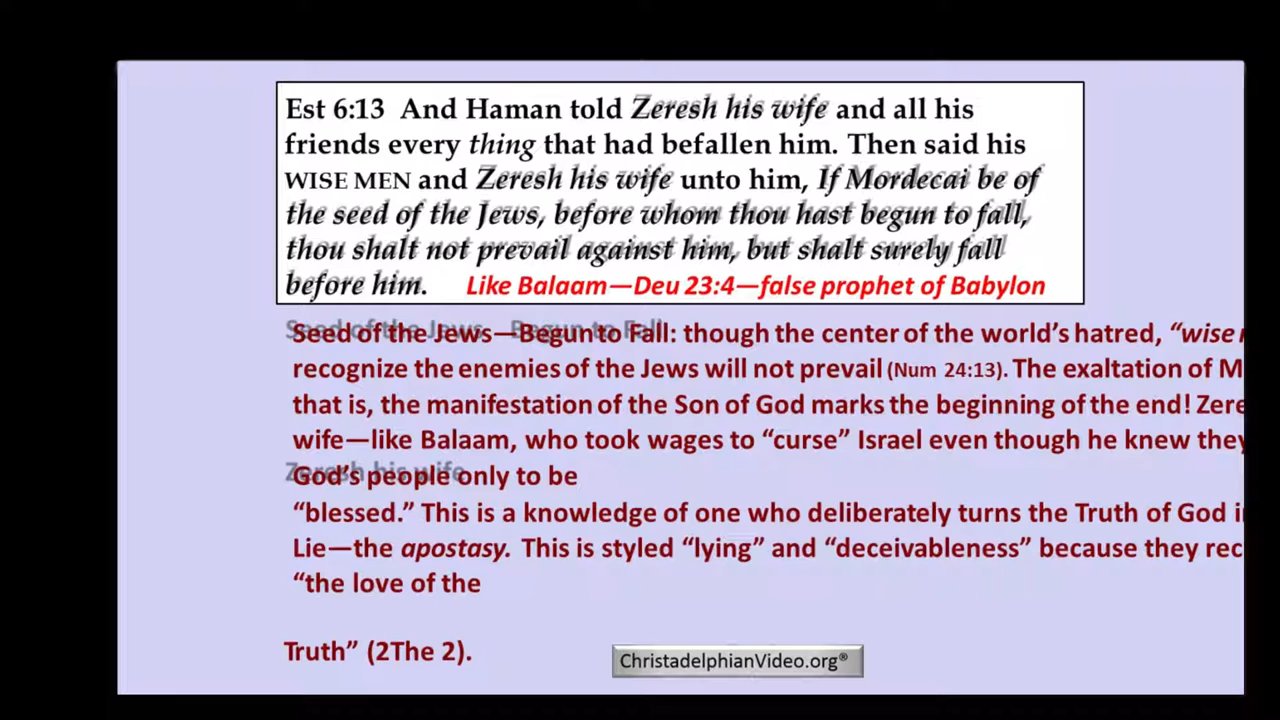 Est 6:13 And Haman told Zeresh his wife and all his
friends every thing that had befallen him. Then said his
WISE MEN and Zeresh his wife unto him, If Mordecai be of
the seed of the Jews, before whom thou hast begun to fall,
thou shalt not prevail against him, but shalt surely fall
before him. Like Balaam—Deu 23:4—false prophet of Babylon
Seed of the Jews—Begun to Fall: though the center of the world's hatred, “wise
recognize the enemies of the Jews will not prevail (Num 24:13). The exaltation of M
that is, the manifestation of the Son of God marks the beginning of the end! Zere
wife—like Balaam, who took wages to “curse” Israel even though he knew they
God's people only to be
“blessed.” This is a knowledge of one who deliberately turns the Truth of God
Lie—the apostasy. This is styled “lying” and “deceivableness” because they rec
“the love of the
Truth” (2The 2).
ChristadelphianVideo.org®